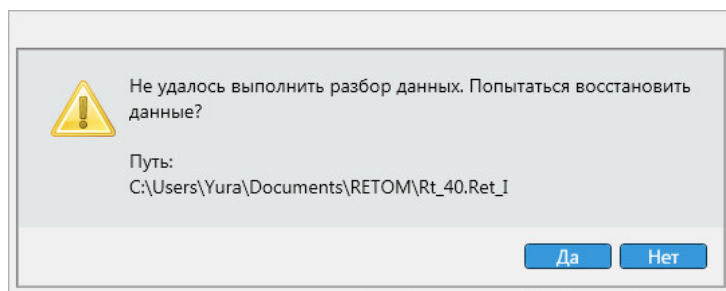 Не удалось выполнить разбор данных. Попытаться восстановить
данные?
Путь:
C:\Users\Yura\Documents\RETOM\Rt_40.Ret_I
Да Нет